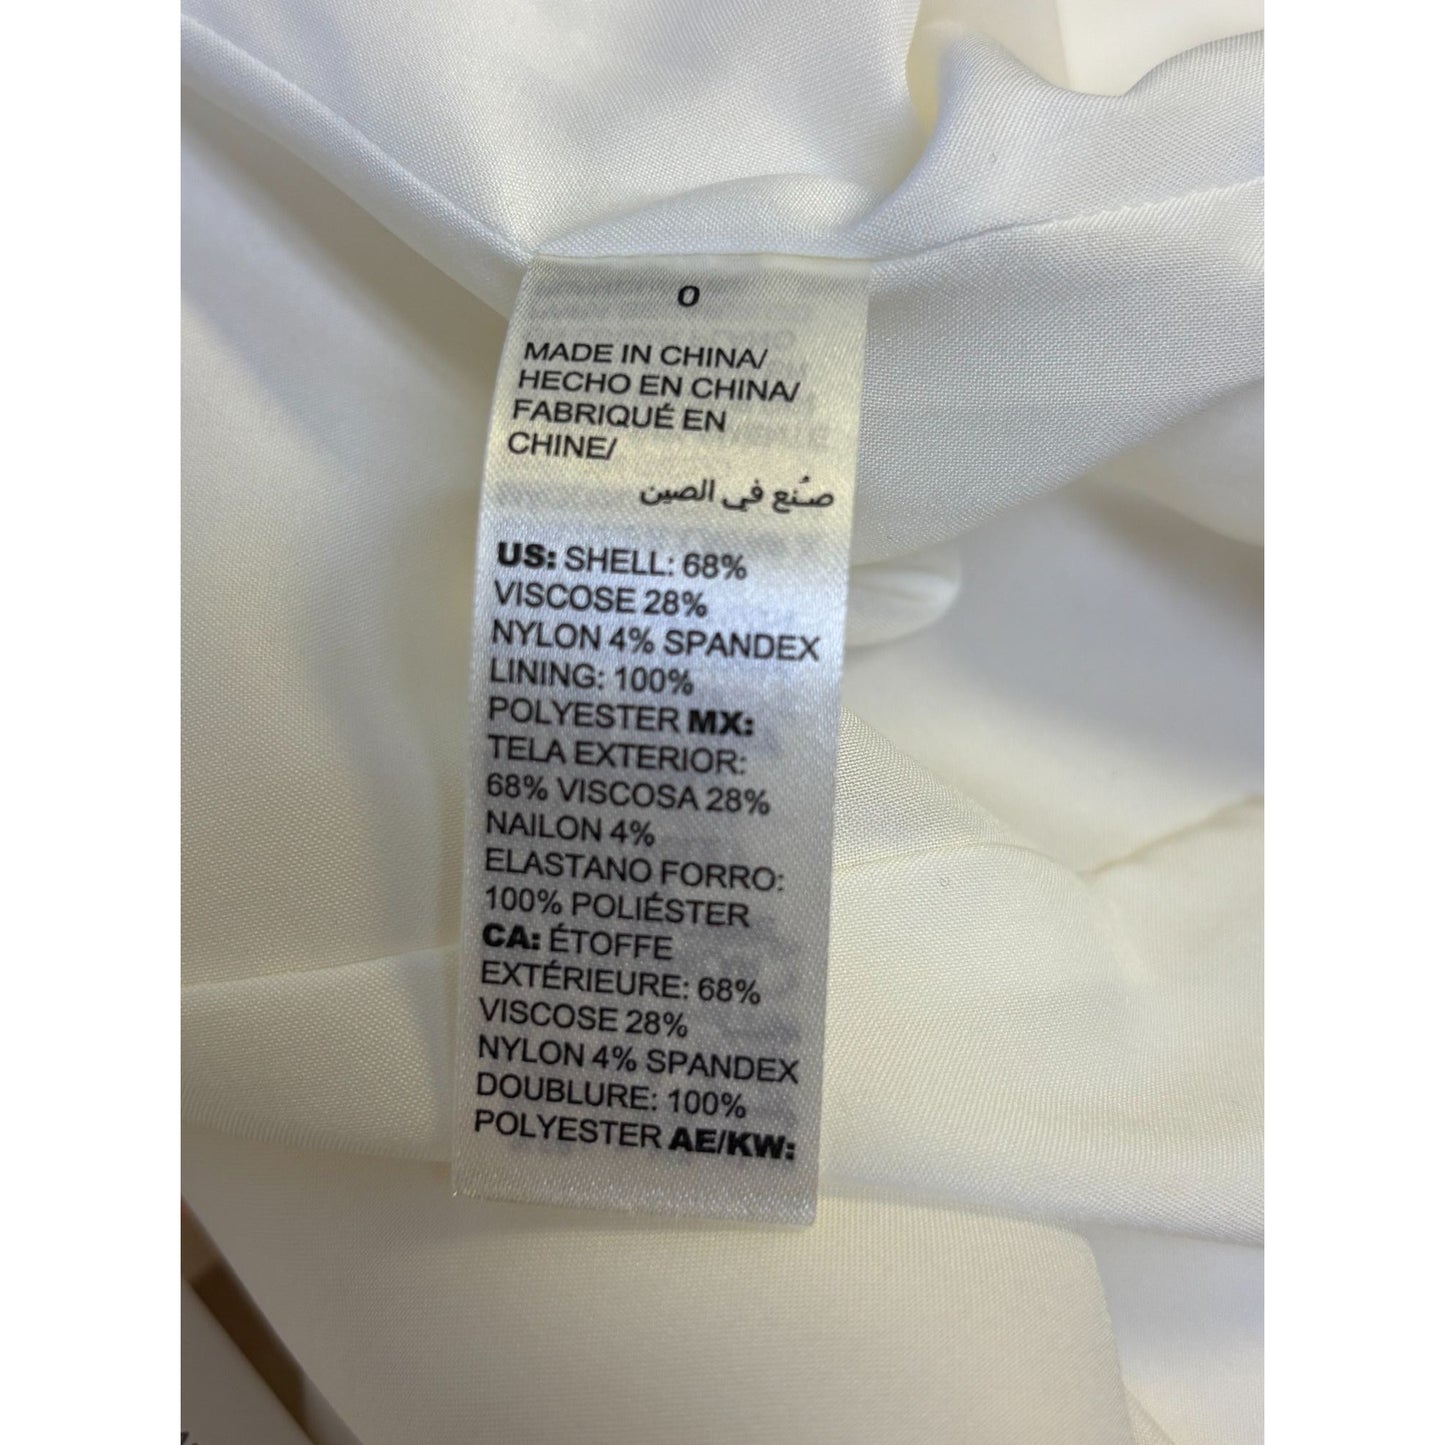 0
MADE IN CHINA/
HECHO EN CHINA/
FABRIQUÉ EN
CHINE/
صُنع في الصين
US: SHELL: 68%
VISCOSE 28%
NYLON 4% SPANDEX
LINING: 100%
POLYESTER MX:
TELA EXTERIOR:
68% VISCOSA 28%
NAILON 4%
ELASTANO FORRO:
100% POLIÉSTER
CA: ÉTOFFE
EXTÉRIEURE: 68%
VISCOSE 28%
NYLON 4% SPANDEX
DOUBLURE: 100%
POLYESTER AE/KW: